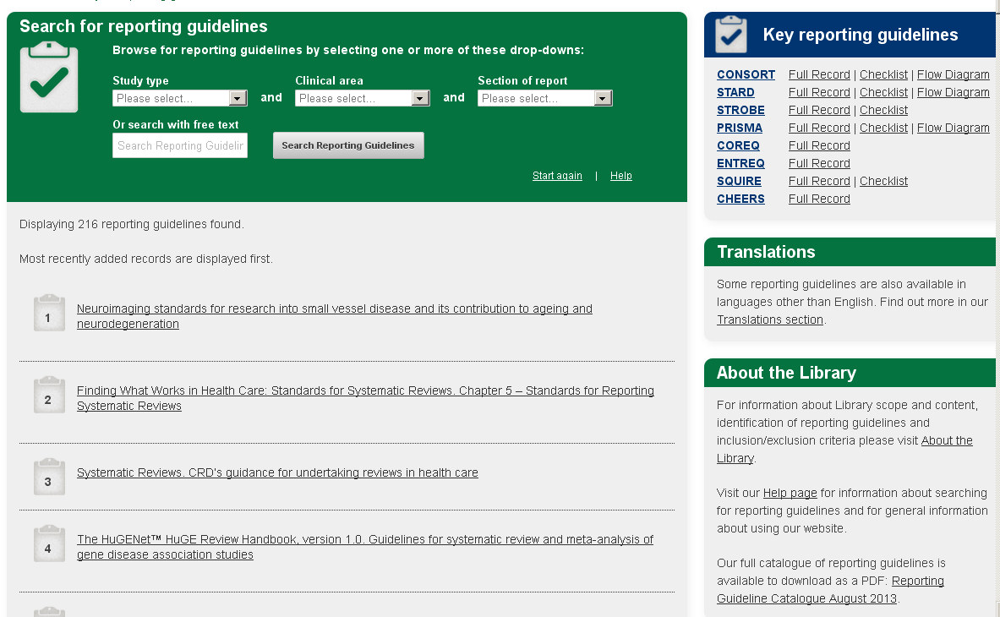 Search for reporting guidelines
Browse for reporting guidelines by selecting one or more of these drop-downs:
Study type
Clinical area
Section of report
Please select... and Please select... and Please select...
Or search with free text
Search Reporting Guidelin
Search Reporting Guidelines
Start again | Help
Displaying 216 reporting guidelines found.
Most recently added records are displayed first.
1
Neuroimaging standards for research into small vessel disease and its contribution to ageing and
neurodegeneration
2
Finding What Works in Health Care: Standards for Systematic Reviews. Chapter 5 – Standards for Reporting
Systematic Reviews
3
Systematic Reviews. CRD's guidance for undertaking reviews in health care
4
The HuGENet™ HuGE Review Handbook, version 1.0. Guidelines for systematic review and meta-analysis of
gene disease association studies
Key reporting guidelines
CONSORT Full Record | Checklist | Flow Diagram
STARD Full Record | Checklist | Flow Diagram
STROBE Full Record | Checklist
PRISMA Full Record | Checklist | Flow Diagram
COREQ Full Record
ENTREQ Full Record
SQUIRE Full Record | Checklist
CHEERS Full Record
Translations
Some reporting guidelines are also available in
languages other than English. Find out more in our
Translations section.
About the Library
For information about Library scope and content,
identification of reporting guidelines and
inclusion/exclusion criteria please visit About the
Library.
Visit our Help page for information about searching
for reporting guidelines and for general information
about using our website.
Our full catalogue of reporting guidelines is
available to download as a PDF: Reporting
Guideline Catalogue August 2013.